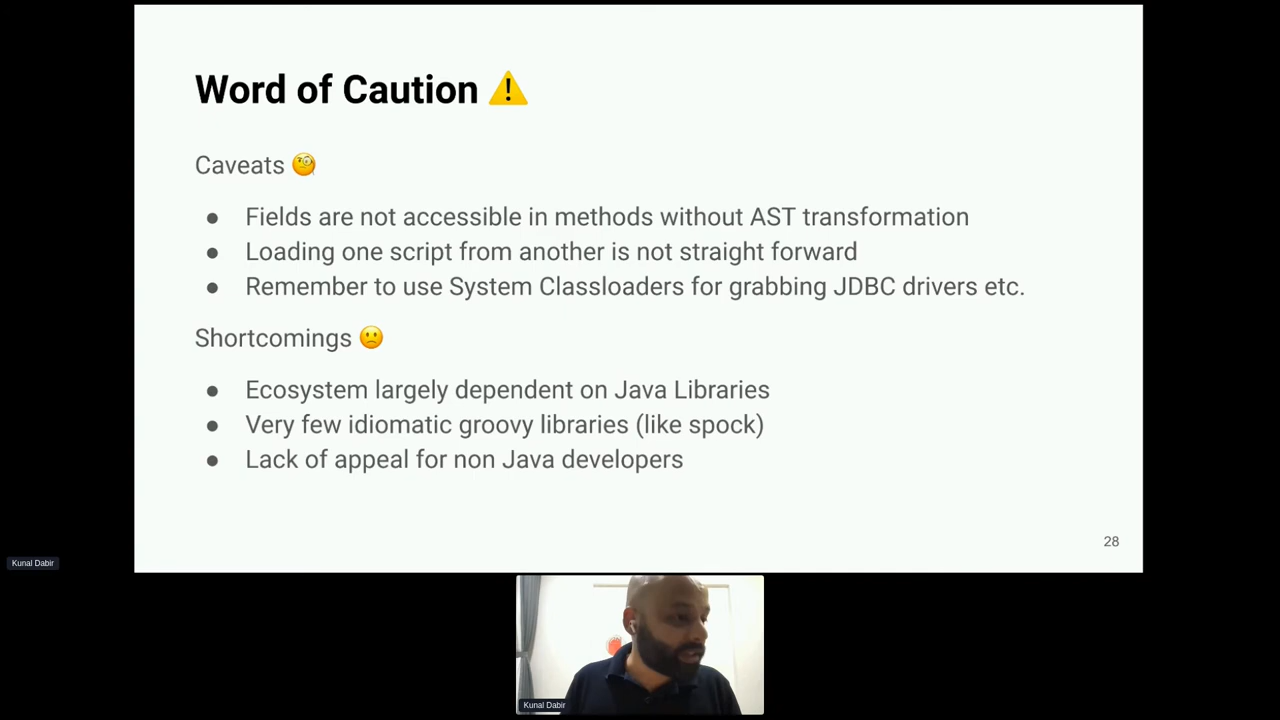 Word of Caution ⚠️
Caveats 🧐
● Fields are not accessible in methods without AST transformation
● Loading one script from another is not straight forward
● Remember to use System Classloaders for grabbing JDBC drivers etc.
Shortcomings 🙁
● Ecosystem largely dependent on Java Libraries
● Very few idiomatic groovy libraries (like spock)
● Lack of appeal for non Java developers
28
Kunal Dabir
Kunal Dabir